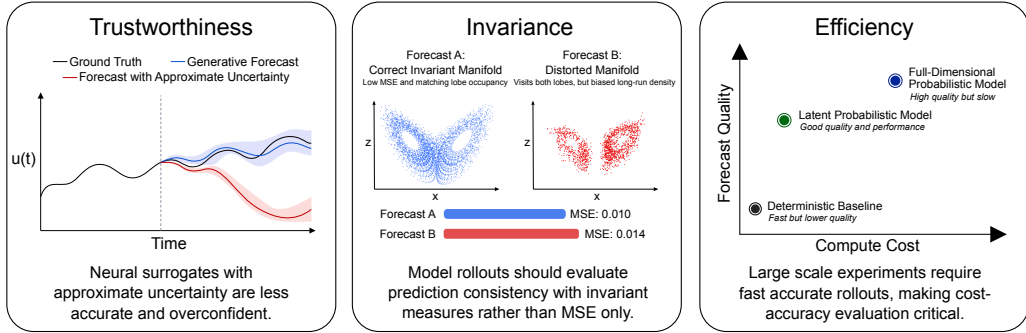 Trustworthiness
Ground Truth
Generative Forecast
Forecast with Approximate Uncertainty
u(t)
Time
Neural surrogates with
approximate uncertainty are less
accurate and overconfident.
Invariance
Forecast A:
Correct Invariant Manifold
Low MSE and matching lobe occupancy
z
x
Forecast B:
Distorted Manifold
Visits both lobes, but biased long-run density
z
x
Forecast A
MSE: 0.010
Forecast B
MSE: 0.014
Model rollouts should evaluate
prediction consistency with invariant
measures rather than MSE only.
Efficiency
Forecast Quality
Full-Dimensional
Probabilistic Model
High quality but slow
Latent Probabilistic Model
Good quality and performance
Deterministic Baseline
Fast but lower quality
Compute Cost
Large scale experiments require
fast accurate rollouts, making cost-
accuracy evaluation critical.